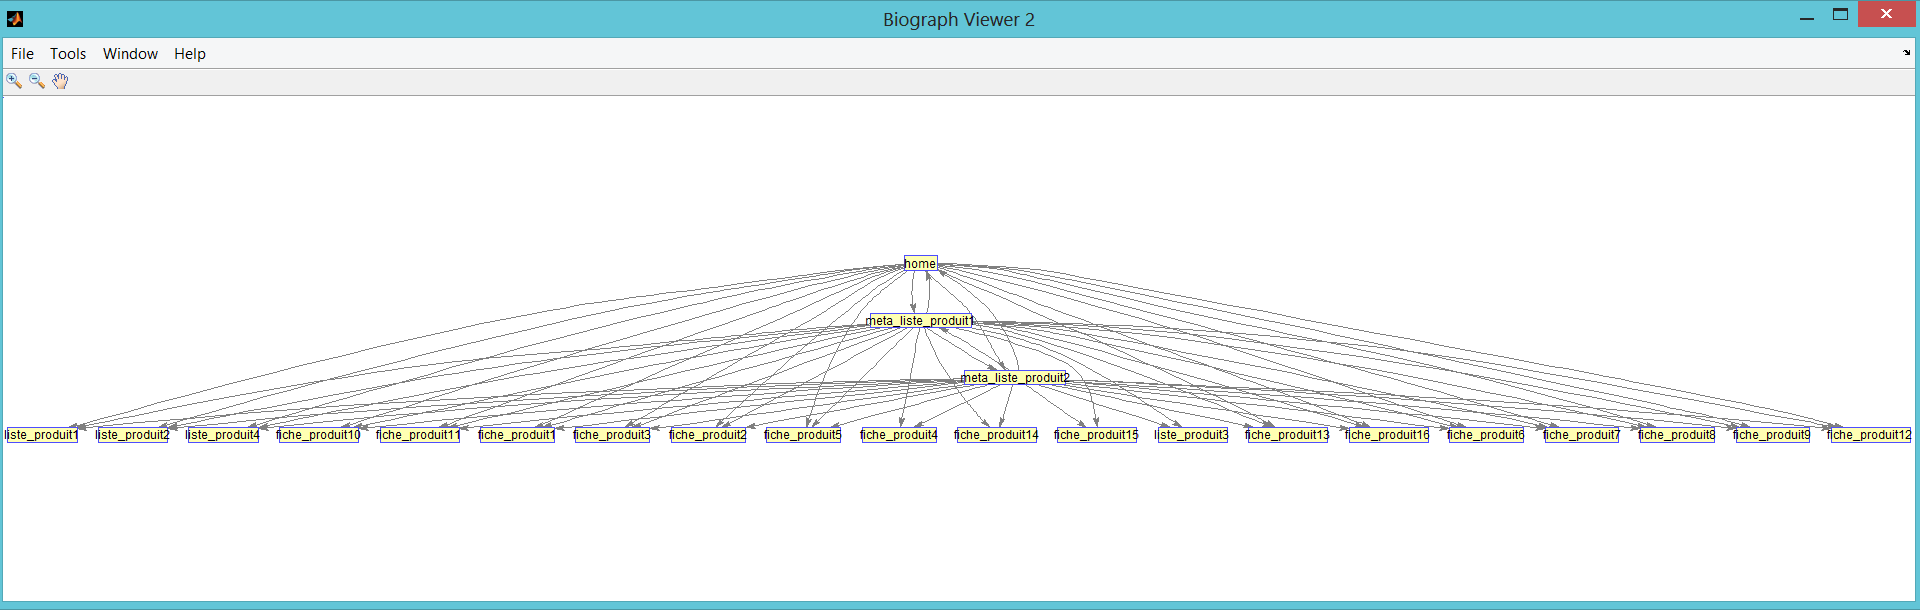 Biograph Viewer 2
File Tools Window Help
home
meta_liste_produit1
meta_liste_produit2
liste_produit1 liste_produit2 liste_produit4 fiche_produit10 fiche_produit11 fiche_produit1 fiche_produit3 fiche_produit2 fiche_produit5 fiche_produit4 fiche_produit14 fiche_produit15 liste_produit3 fiche_produit13 fiche_produit16 fiche_produit6 fiche_produit7 fiche_produit8 fiche_produit9 fiche_produit12